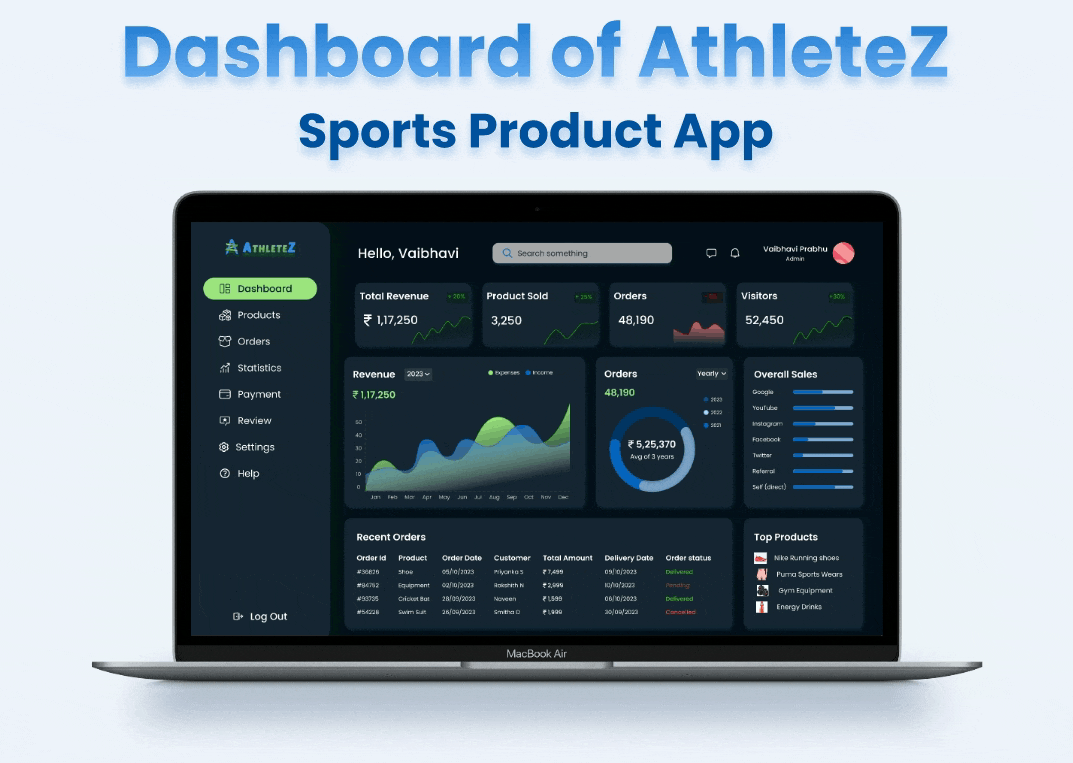 Dashboard of AthleteZ
Sports Product App
ATHLETEZ
Dashboard
Products
Orders
Statistics
Payment
Review
Settings
Help
Log Out
Hello, Vaibhavi
Search something
Vaibhavi Prabhu
Admin
Total Revenue + 20%
₹ 1,17,250
Product Sold + 25%
3,250
Orders
48,190
Visitors +30%
52,450
Revenue 2023
Expenses Income
₹ 1,17,250
50
40
30
20
10
0
Jan Feb Mar Apr May Jun Jul Aug Sep Oct Nov Dec
Orders Yearly
48,190
2023
2022
2021
₹ 5,25,370
Avg of 3 years
Overall Sales
Google
YouTube
Instagram
Facebook
Twitter
Referral
Self (direct)
Recent Orders
Order Id Product Order Date Customer Total Amount Delivery Date Order status
#36826 Shoe 05/10/2023 Priyanka S ₹ 7,499 09/10/2023 Delivered
#84762 Equipment 02/10/2023 Rakshith N ₹ 2,999 10/10/2023 Pending
#93735 Cricket Bat 28/09/2023 Naveen ₹ 1,599 06/10/2023 Delivered
#54228 Swim Suit 26/09/2023 Smitha D ₹ 1,999 30/09/2023 Cancelled
Top Products
Nike Running shoes
Puma Sports Wears
Gym Equipment
Energy Drinks
MacBook Air